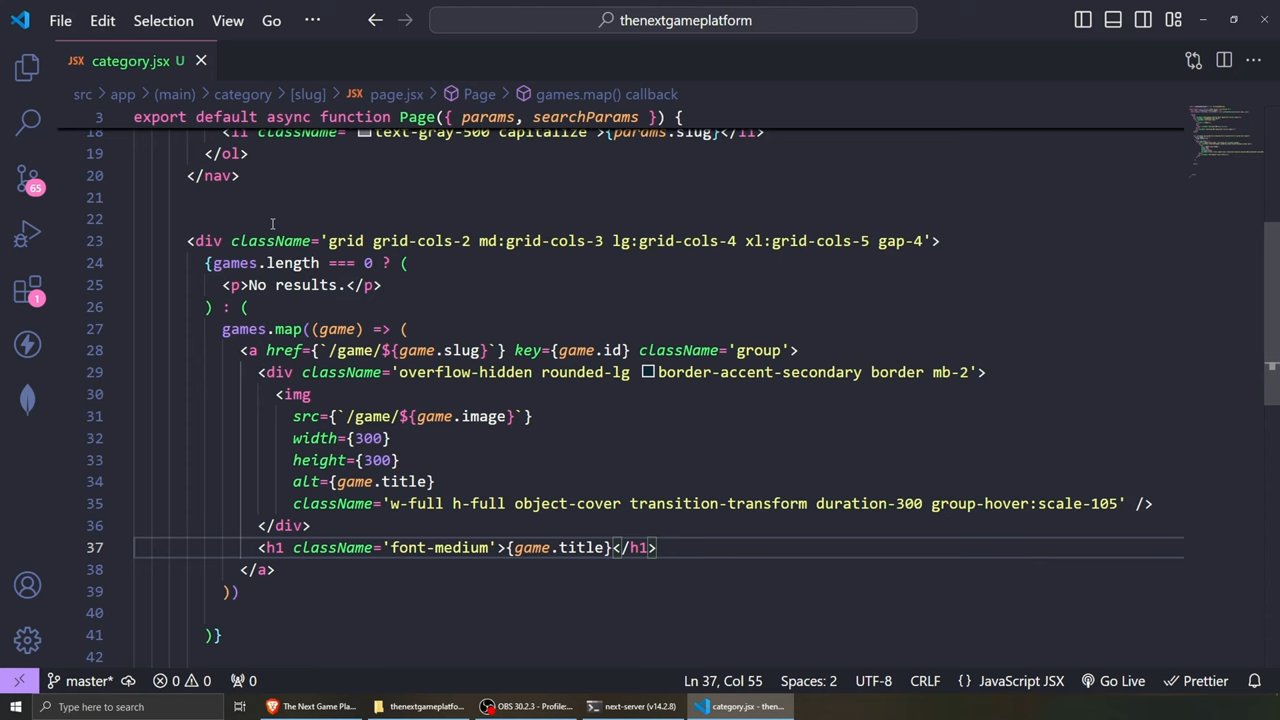 File Edit Selection View Go ··· thenextgameplatform
JSX category.jsx U
src > app > (main) > category > [slug] > JSX page.jsx > Page > games.map() callback
3 export default async function Page({ params, searchParams }) {
18 <li className='text-gray-500 capitalize'>{params.slug}</li>
19 </ol>
20 </nav>
21
22
23 <div className='grid grid-cols-2 md:grid-cols-3 lg:grid-cols-4 xl:grid-cols-5 gap-4'>
24 {games.length === 0 ? (
25 <p>No results.</p>
26 ) : (
27 games.map((game) => (
28 <a href={`/game/${game.slug}`} key={game.id} className='group'>
29 <div className='overflow-hidden rounded-lg border-accent-secondary border mb-2'>
30 <img
31 src={`/game/${game.image}`}
32 width={300}
33 height={300}
34 alt={game.title}
35 className='w-full h-full object-cover transition-transform duration-300 group-hover:scale-105' />
36 </div>
37 <h1 className='font-medium'>{game.title}</h1>
38 </a>
39 ))
40
41 )}
42
65
1
master* 0 0 0 Ln 37, Col 55 Spaces: 2 UTF-8 CRLF {} JavaScript JSX Go Live Prettier
Type here to search The Next Game Pla... thenextgameplatfo... OBS 30.2.3 - Profile:... next-server (v14.2.8) category.jsx - then...